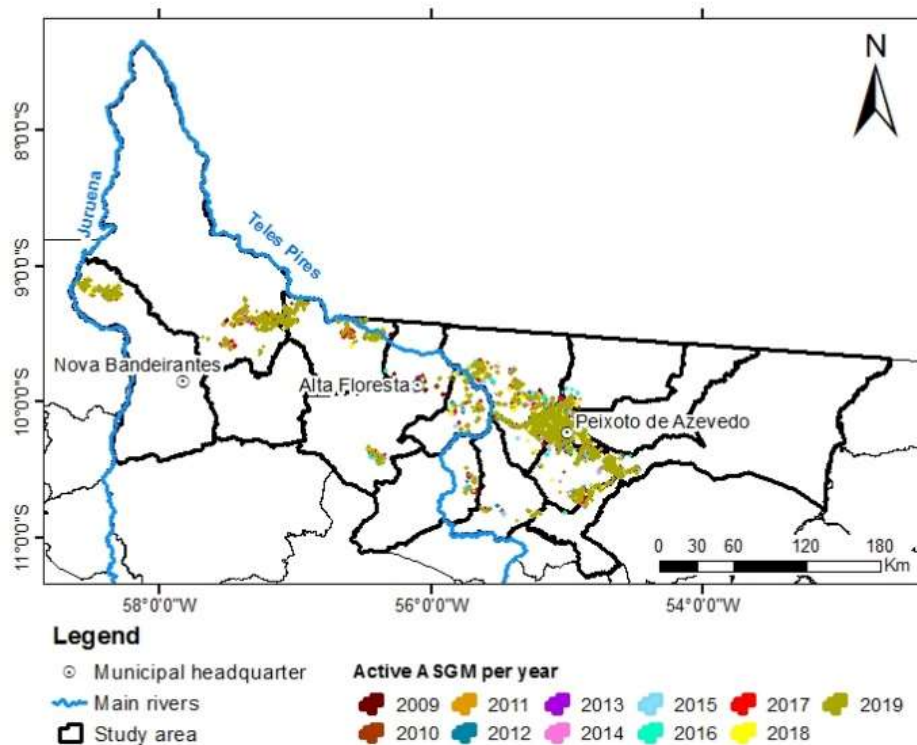 N
8°0'0"S
9°0'0"S
10°0'0"S
11°0'0"S
Juruena
Teles Pires
Nova Bandeirantes
Alta Floresta
Peixoto de Azevedo
0 30 60 120 180
Km
58°0'0"W 56°0'0"W 54°0'0"W
Legend
Municipal headquarter
Main rivers
Study area
Active ASGM per year
2009 2011 2013 2015 2017 2019
2010 2012 2014 2016 2018